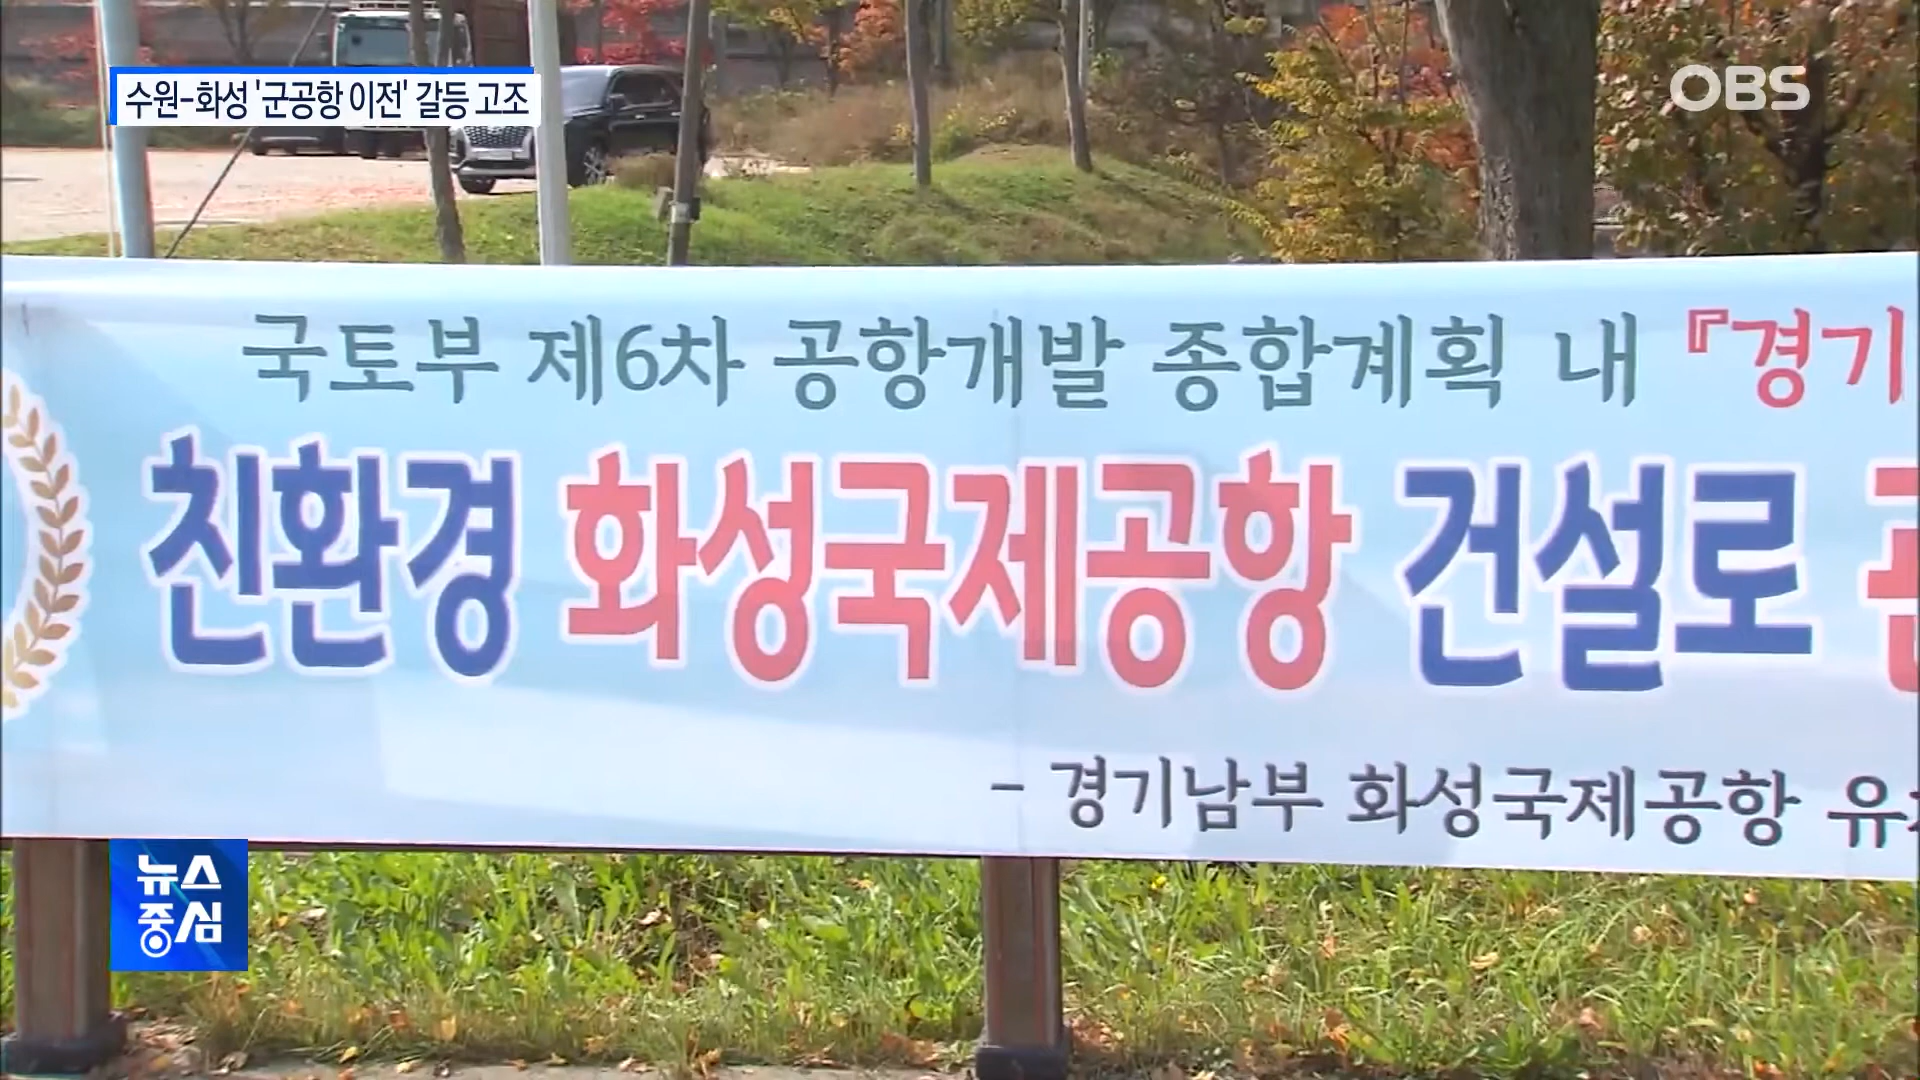 수원-화성 '군공항 이전' 갈등 고조
OBS
국토부 제6차 공항개발 종합계획 내 『경기
친환경 화성국제공항 건설로
- 경기남부 화성국제공항
뉴스
중심